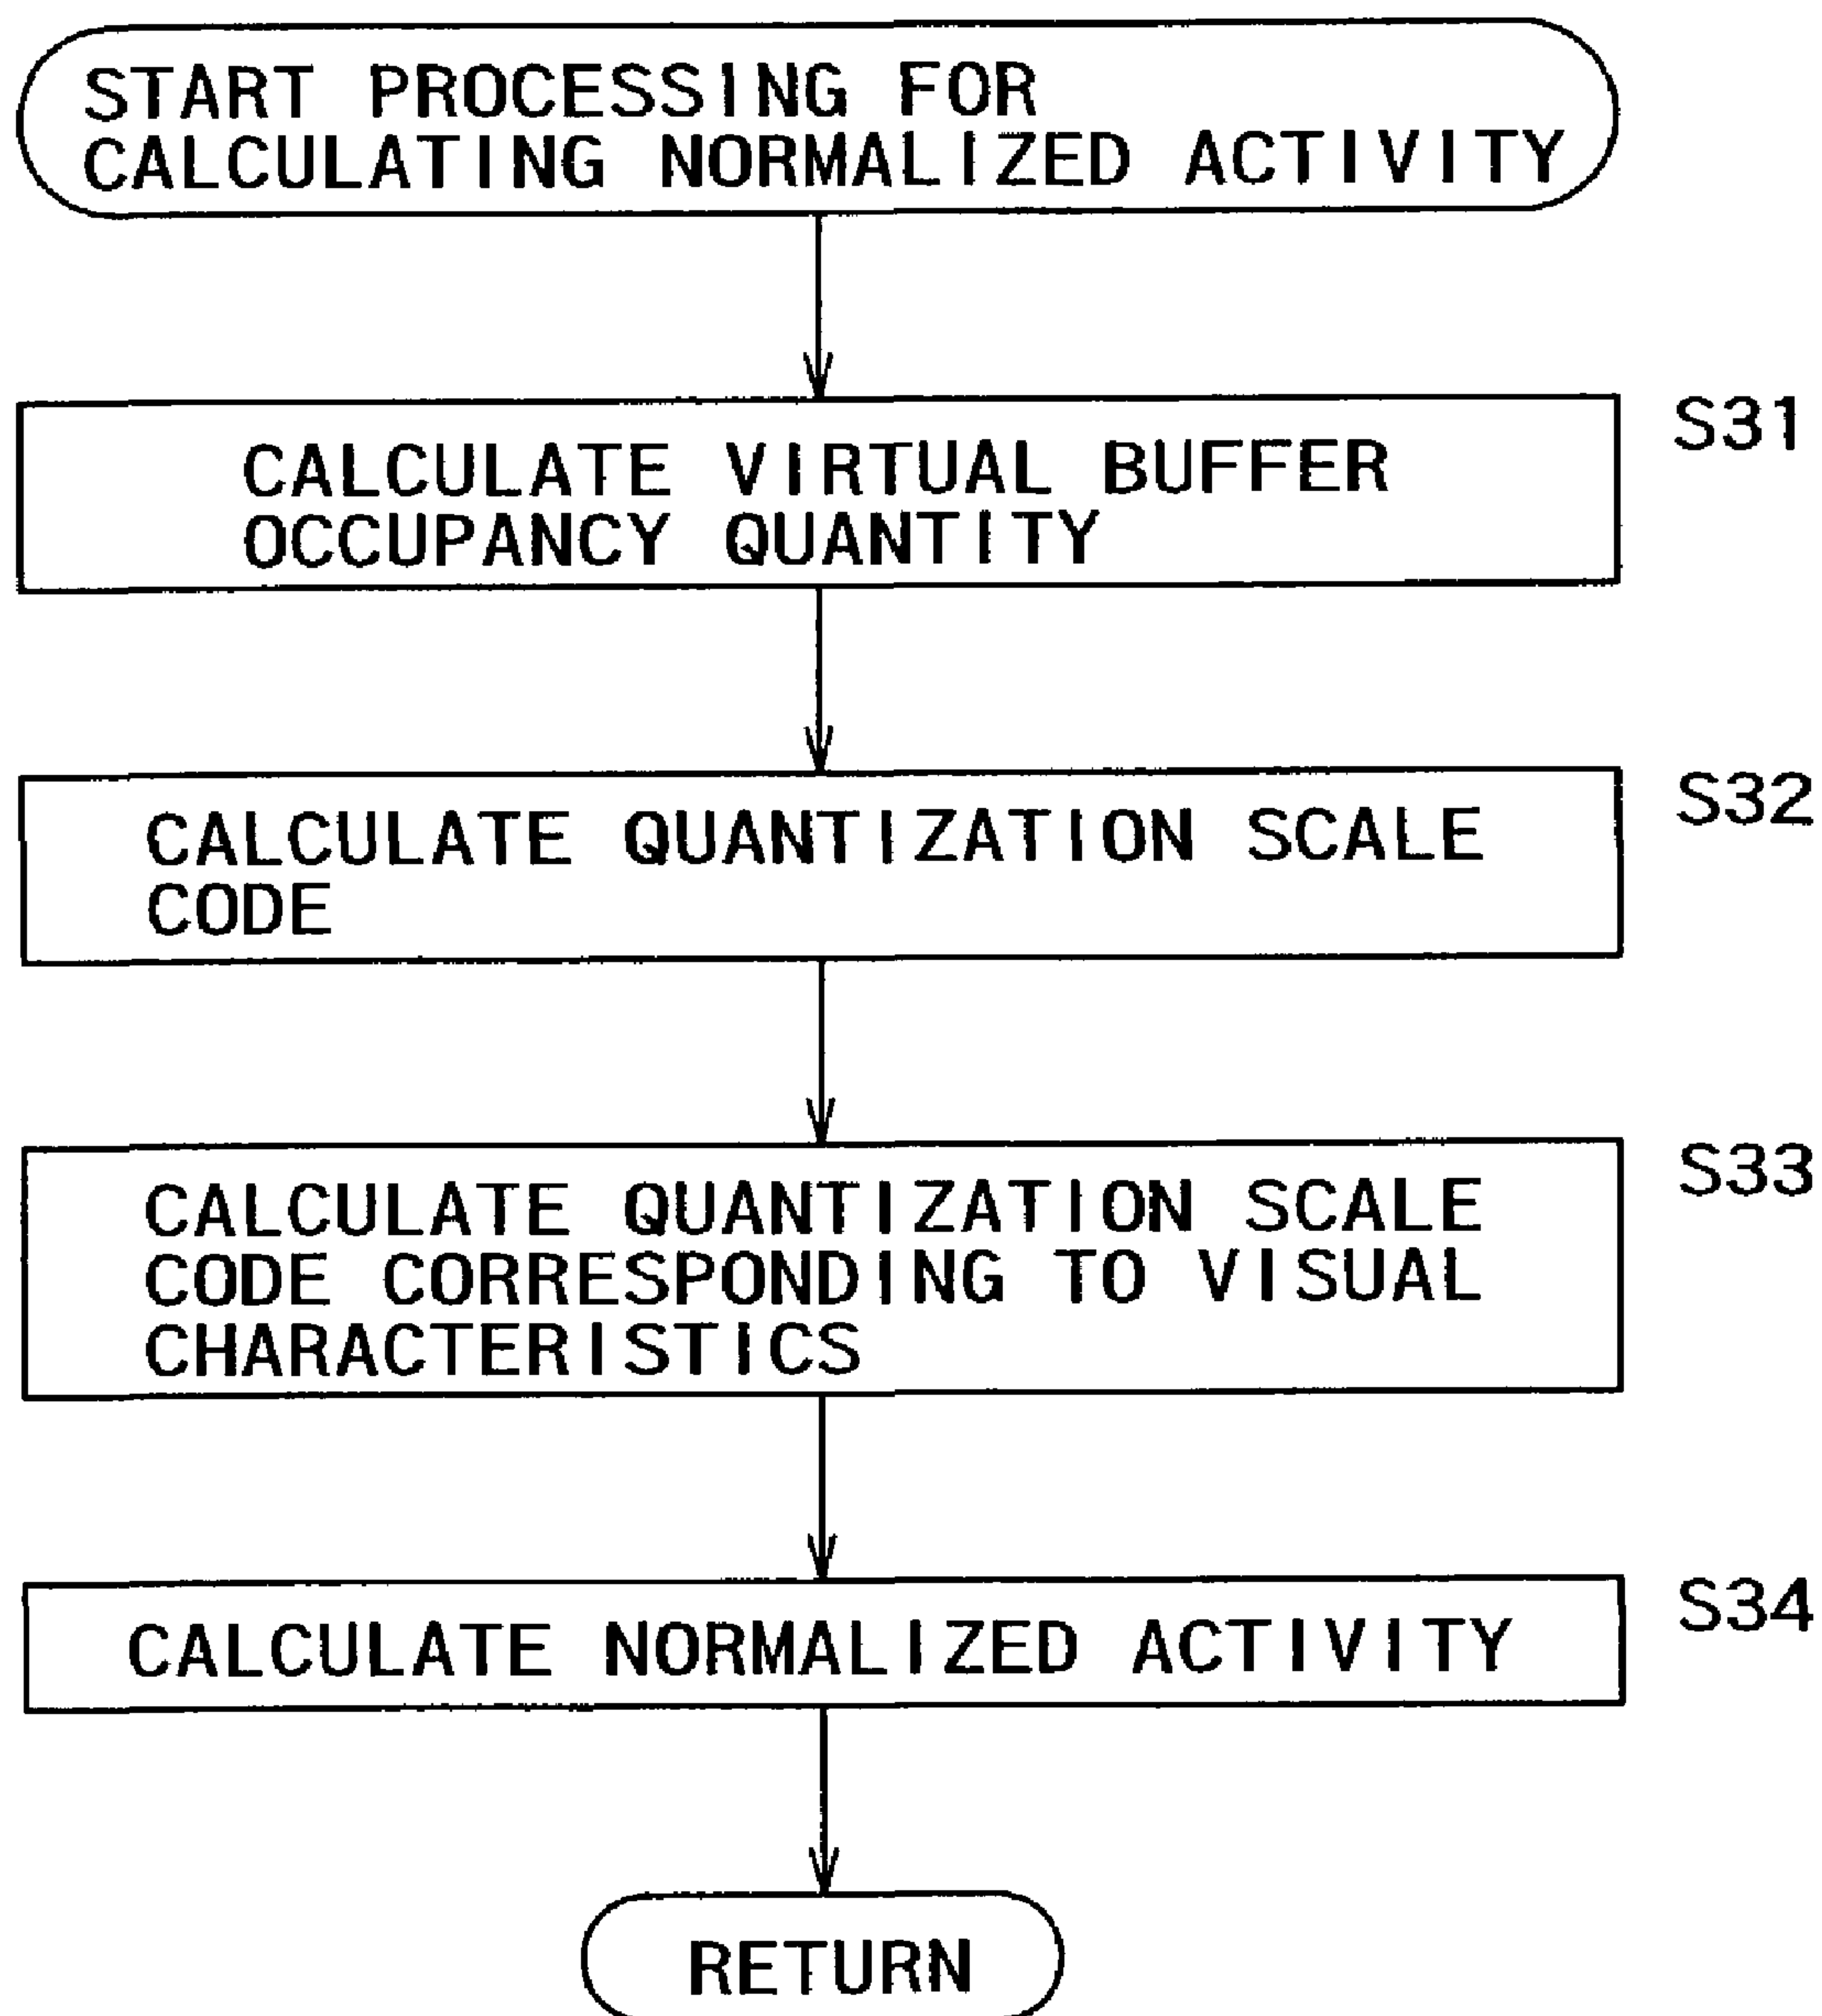 START PROCESSING FOR
CALCULATING NORMALIZED ACTIVITY
S31
CALCULATE VIRTUAL BUFFER
OCCUPANCY QUANTITY
S32
CALCULATE QUANTIZATION SCALE
CODE
S33
CALCULATE QUANTIZATION SCALE
CODE CORRESPONDING TO VISUAL
CHARACTERISTICS
S34
CALCULATE NORMALIZED ACTIVITY
RETURN